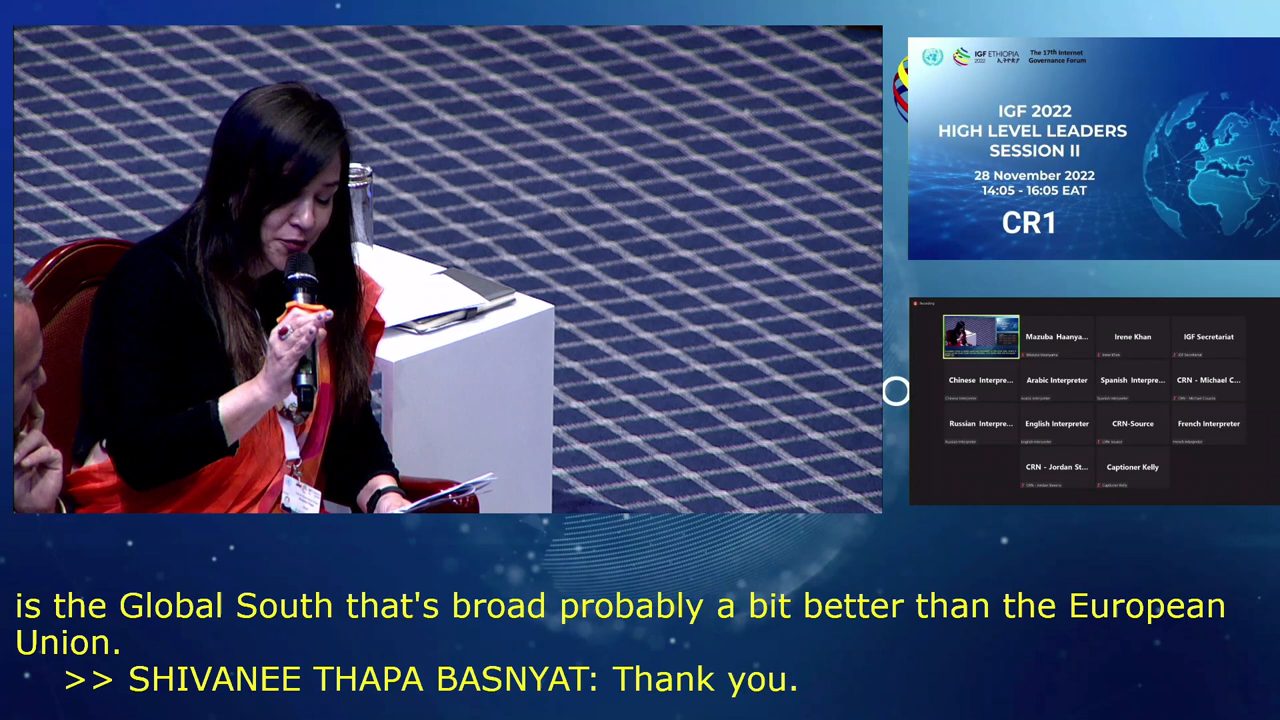 IGF ETHIOPIA
2022 ኢትዮጵያ
The 17th Internet
Governance Forum
IGF 2022
HIGH LEVEL LEADERS
SESSION II
28 November 2022
14:05 - 16:05 EAT
CR1
Recording
Mazuba Haanya...
Irene Khan
IGF Secretariat
Chinese Interpre...
Arabic Interpreter
Spanish Interpre...
CRN - Michael C...
Russian Interpre...
English Interpreter
CRN-Source
French Interpreter
CRN - Jordan St...
Captioner Kelly
is the Global South that's broad probably a bit better than the European
Union.
>> SHIVANEE THAPA BASNYAT: Thank you.